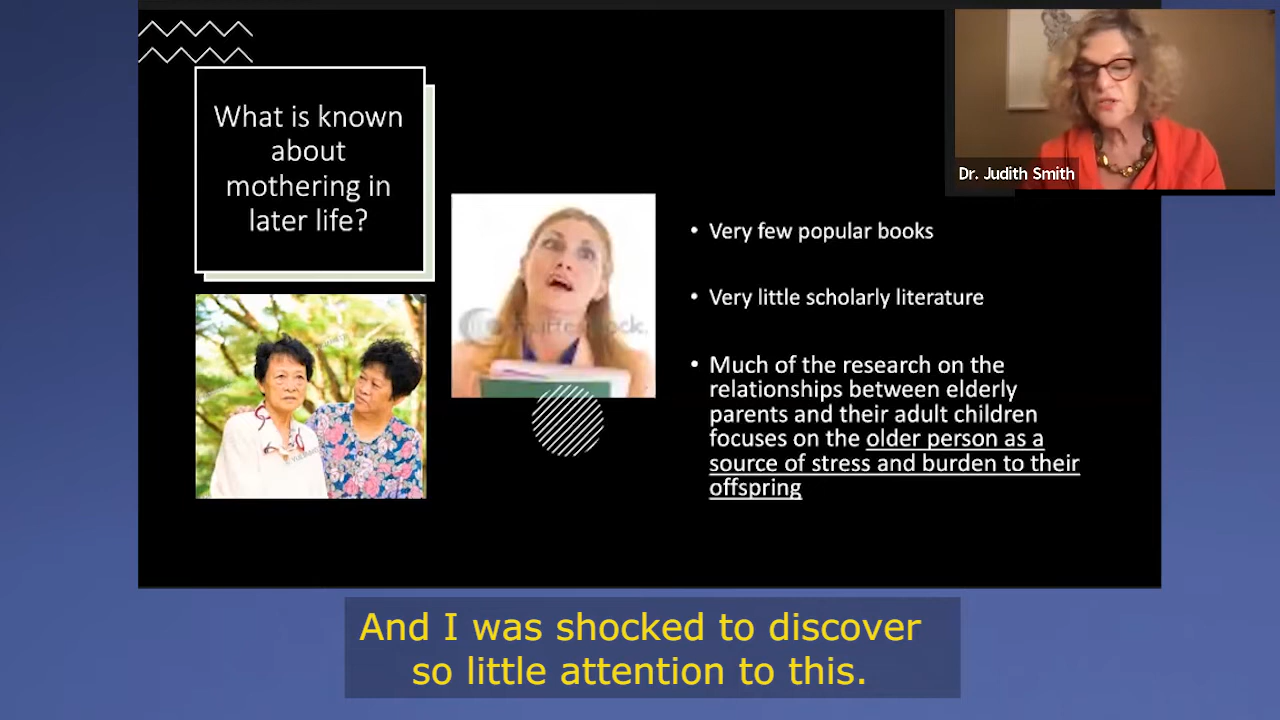 What is known
about
mothering in
later life?
Dr. Judith Smith
• Very few popular books
• Very little scholarly literature
• Much of the research on the
relationships between elderly
parents and their adult children
focuses on the older person as a
source of stress and burden to their
offspring
And I was shocked to discover
so little attention to this.